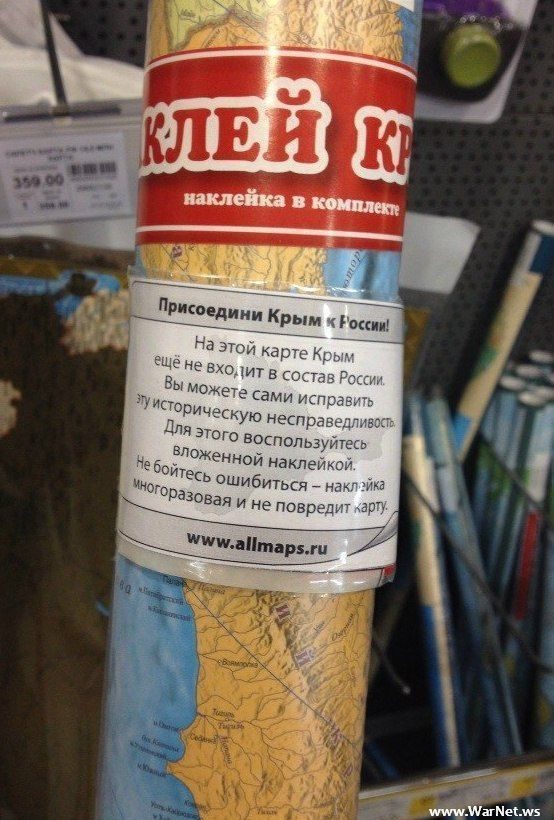 КЛЕЙ КР
наклейка в комплекте
359.00
Присоедини Крым к России!
На этой карте Крым
ещё не входит в состав России.
Вы можете сами исправить
эту историческую несправедливость.
Для этого воспользуйтесь
вложенной наклейкой.
Не бойтесь ошибиться – наклейка
многоразовая и не повредит карту.
www.allmaps.ru
Воямполка
Тигиль
www.WarNet.ws